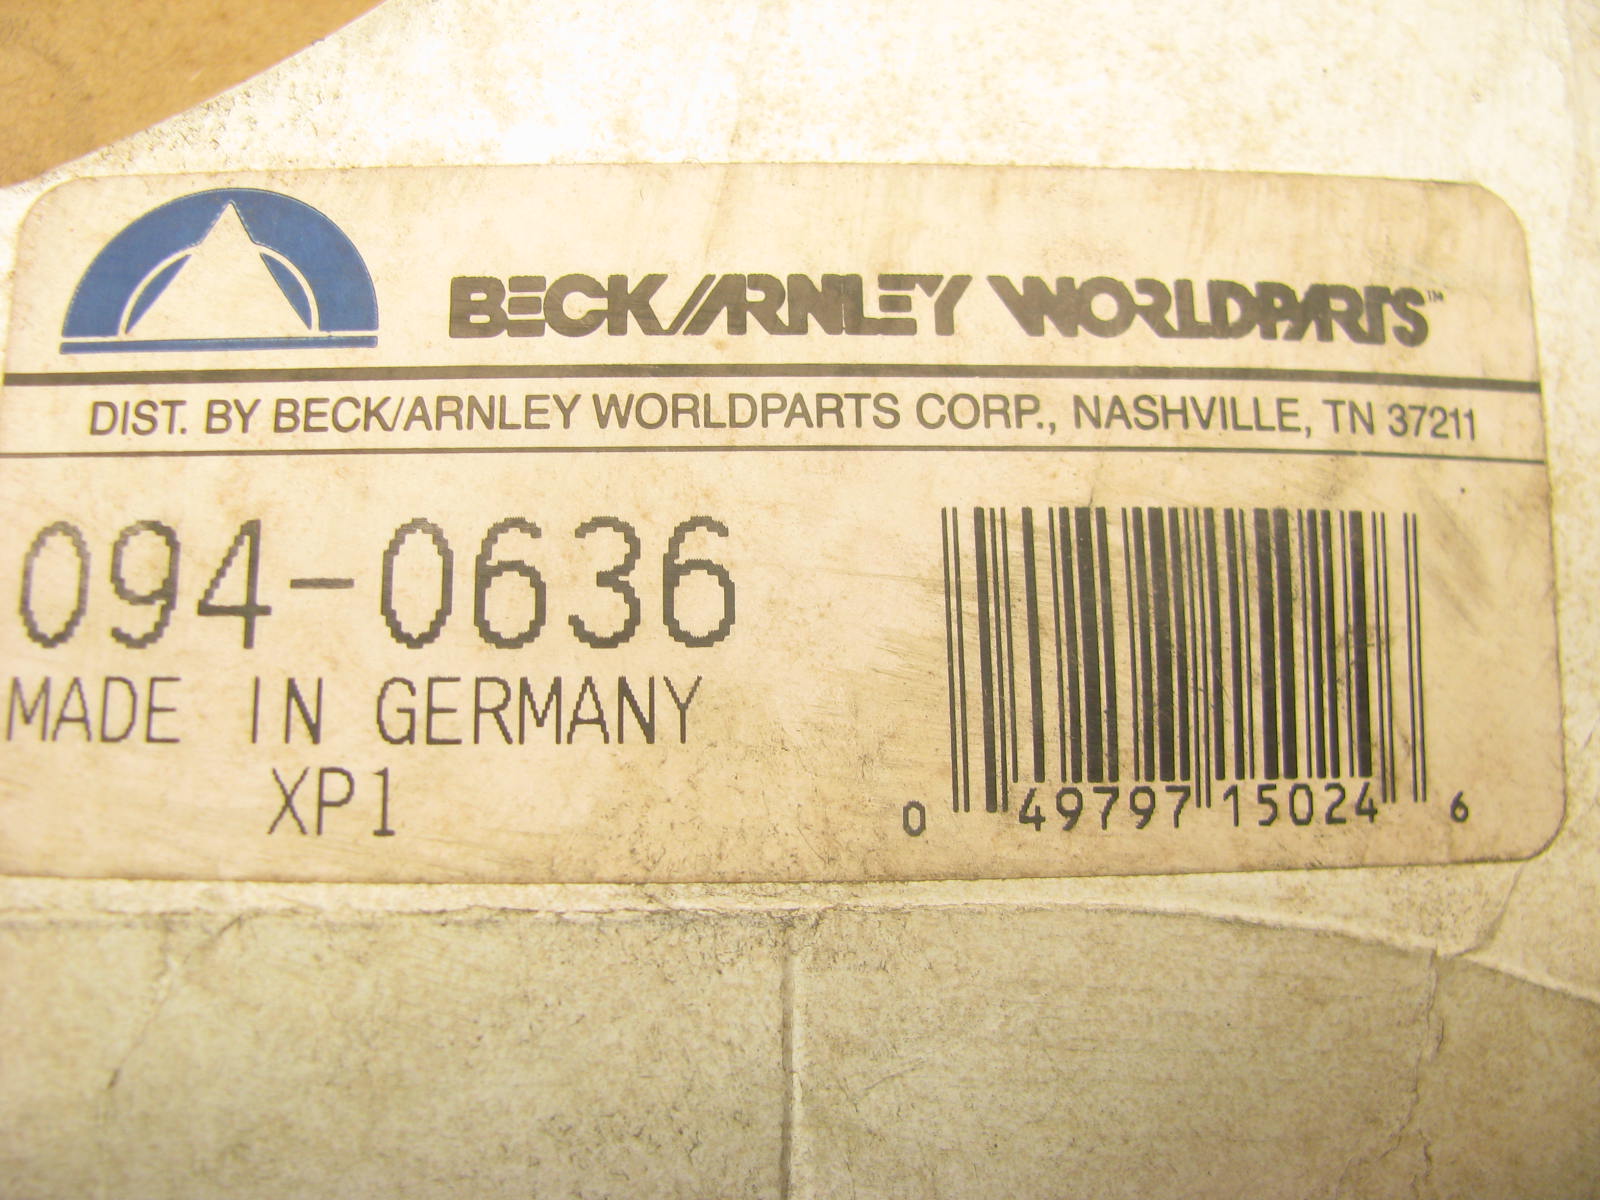 BECK/ARNLEY WORLDPARTS™
DIST. BY BECK/ARNLEY WORLDPARTS CORP., NASHVILLE, TN 37211
094-0636
MADE IN GERMANY
XP1
0 49797 15024 6